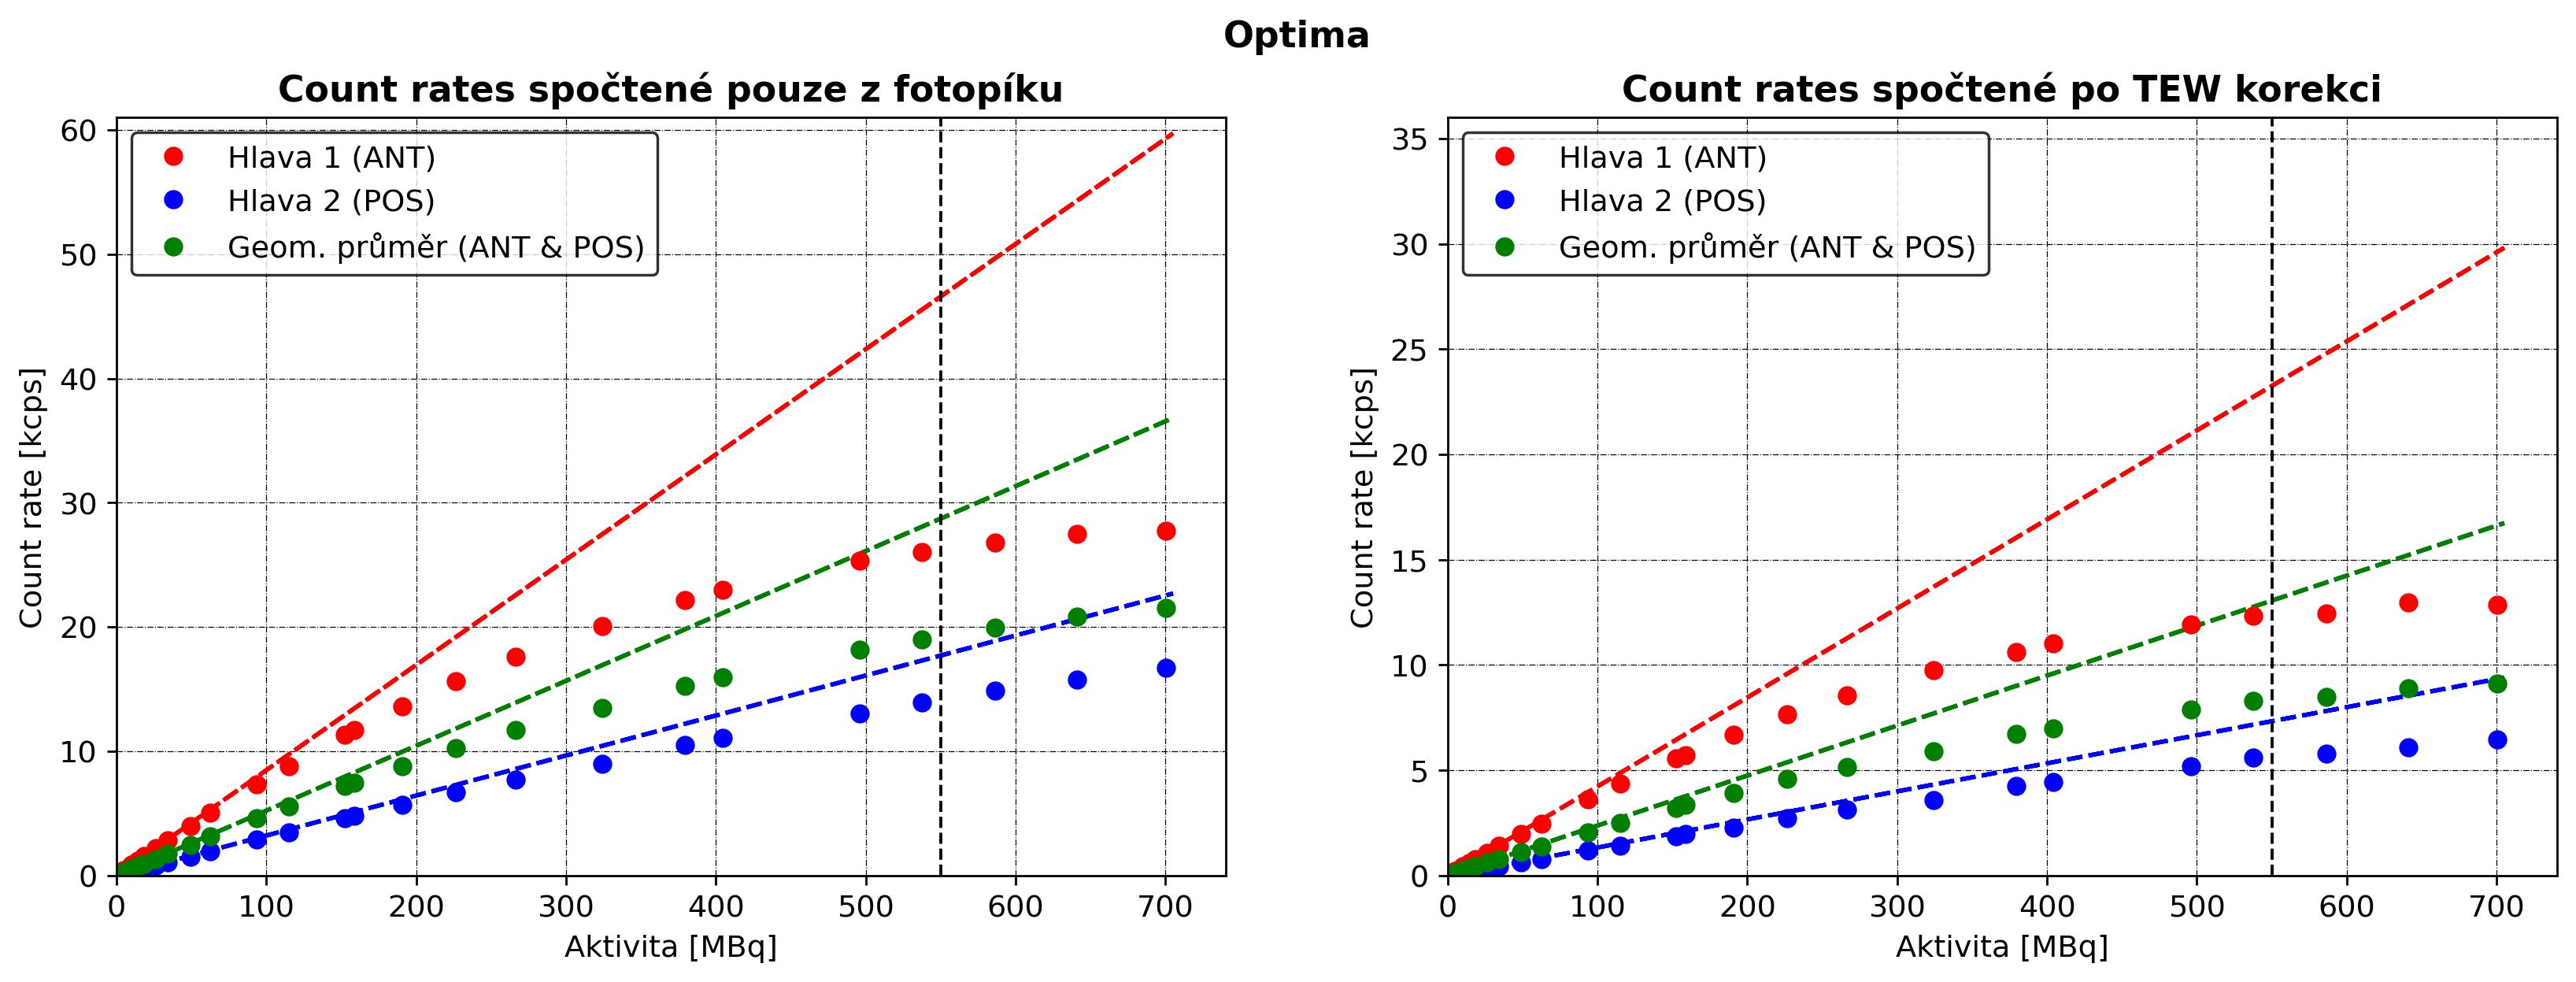 Optima
Count rates spočtené pouze z fotopíku
60
50
40
30
20
10
0
Count rate [kcps]
Hlava 1 (ANT)
Hlava 2 (POS)
Geom. průměr (ANT & POS)
0 100 200 300 400 500 600 700
Aktivita [MBq]
Count rates spočtené po TEW korekci
35
30
25
20
15
10
5
0
Count rate [kcps]
Hlava 1 (ANT)
Hlava 2 (POS)
Geom. průměr (ANT & POS)
0 100 200 300 400 500 600 700
Aktivita [MBq]